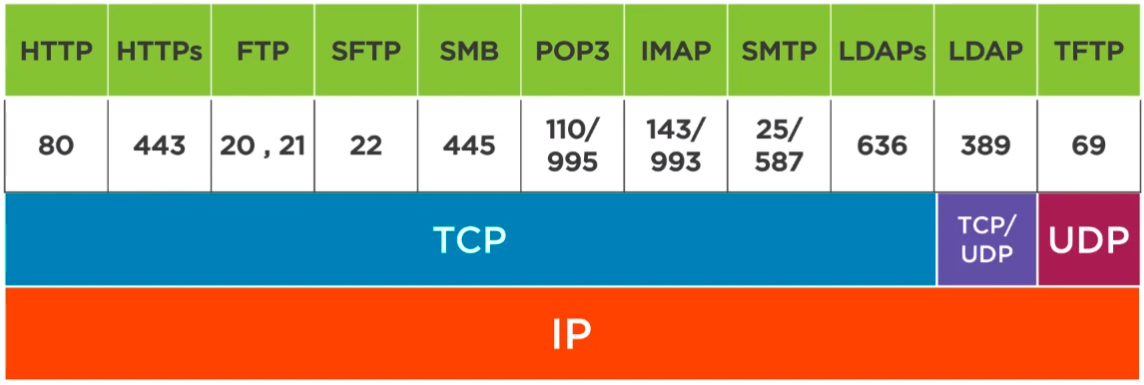 HTTP HTTPs FTP SFTP SMB POP3 IMAP SMTP LDAPs LDAP TFTP
80 443 20 , 21 22 445 110/ 995 143/ 993 25/ 587 636 389 69
TCP TCP/ UDP UDP
IP